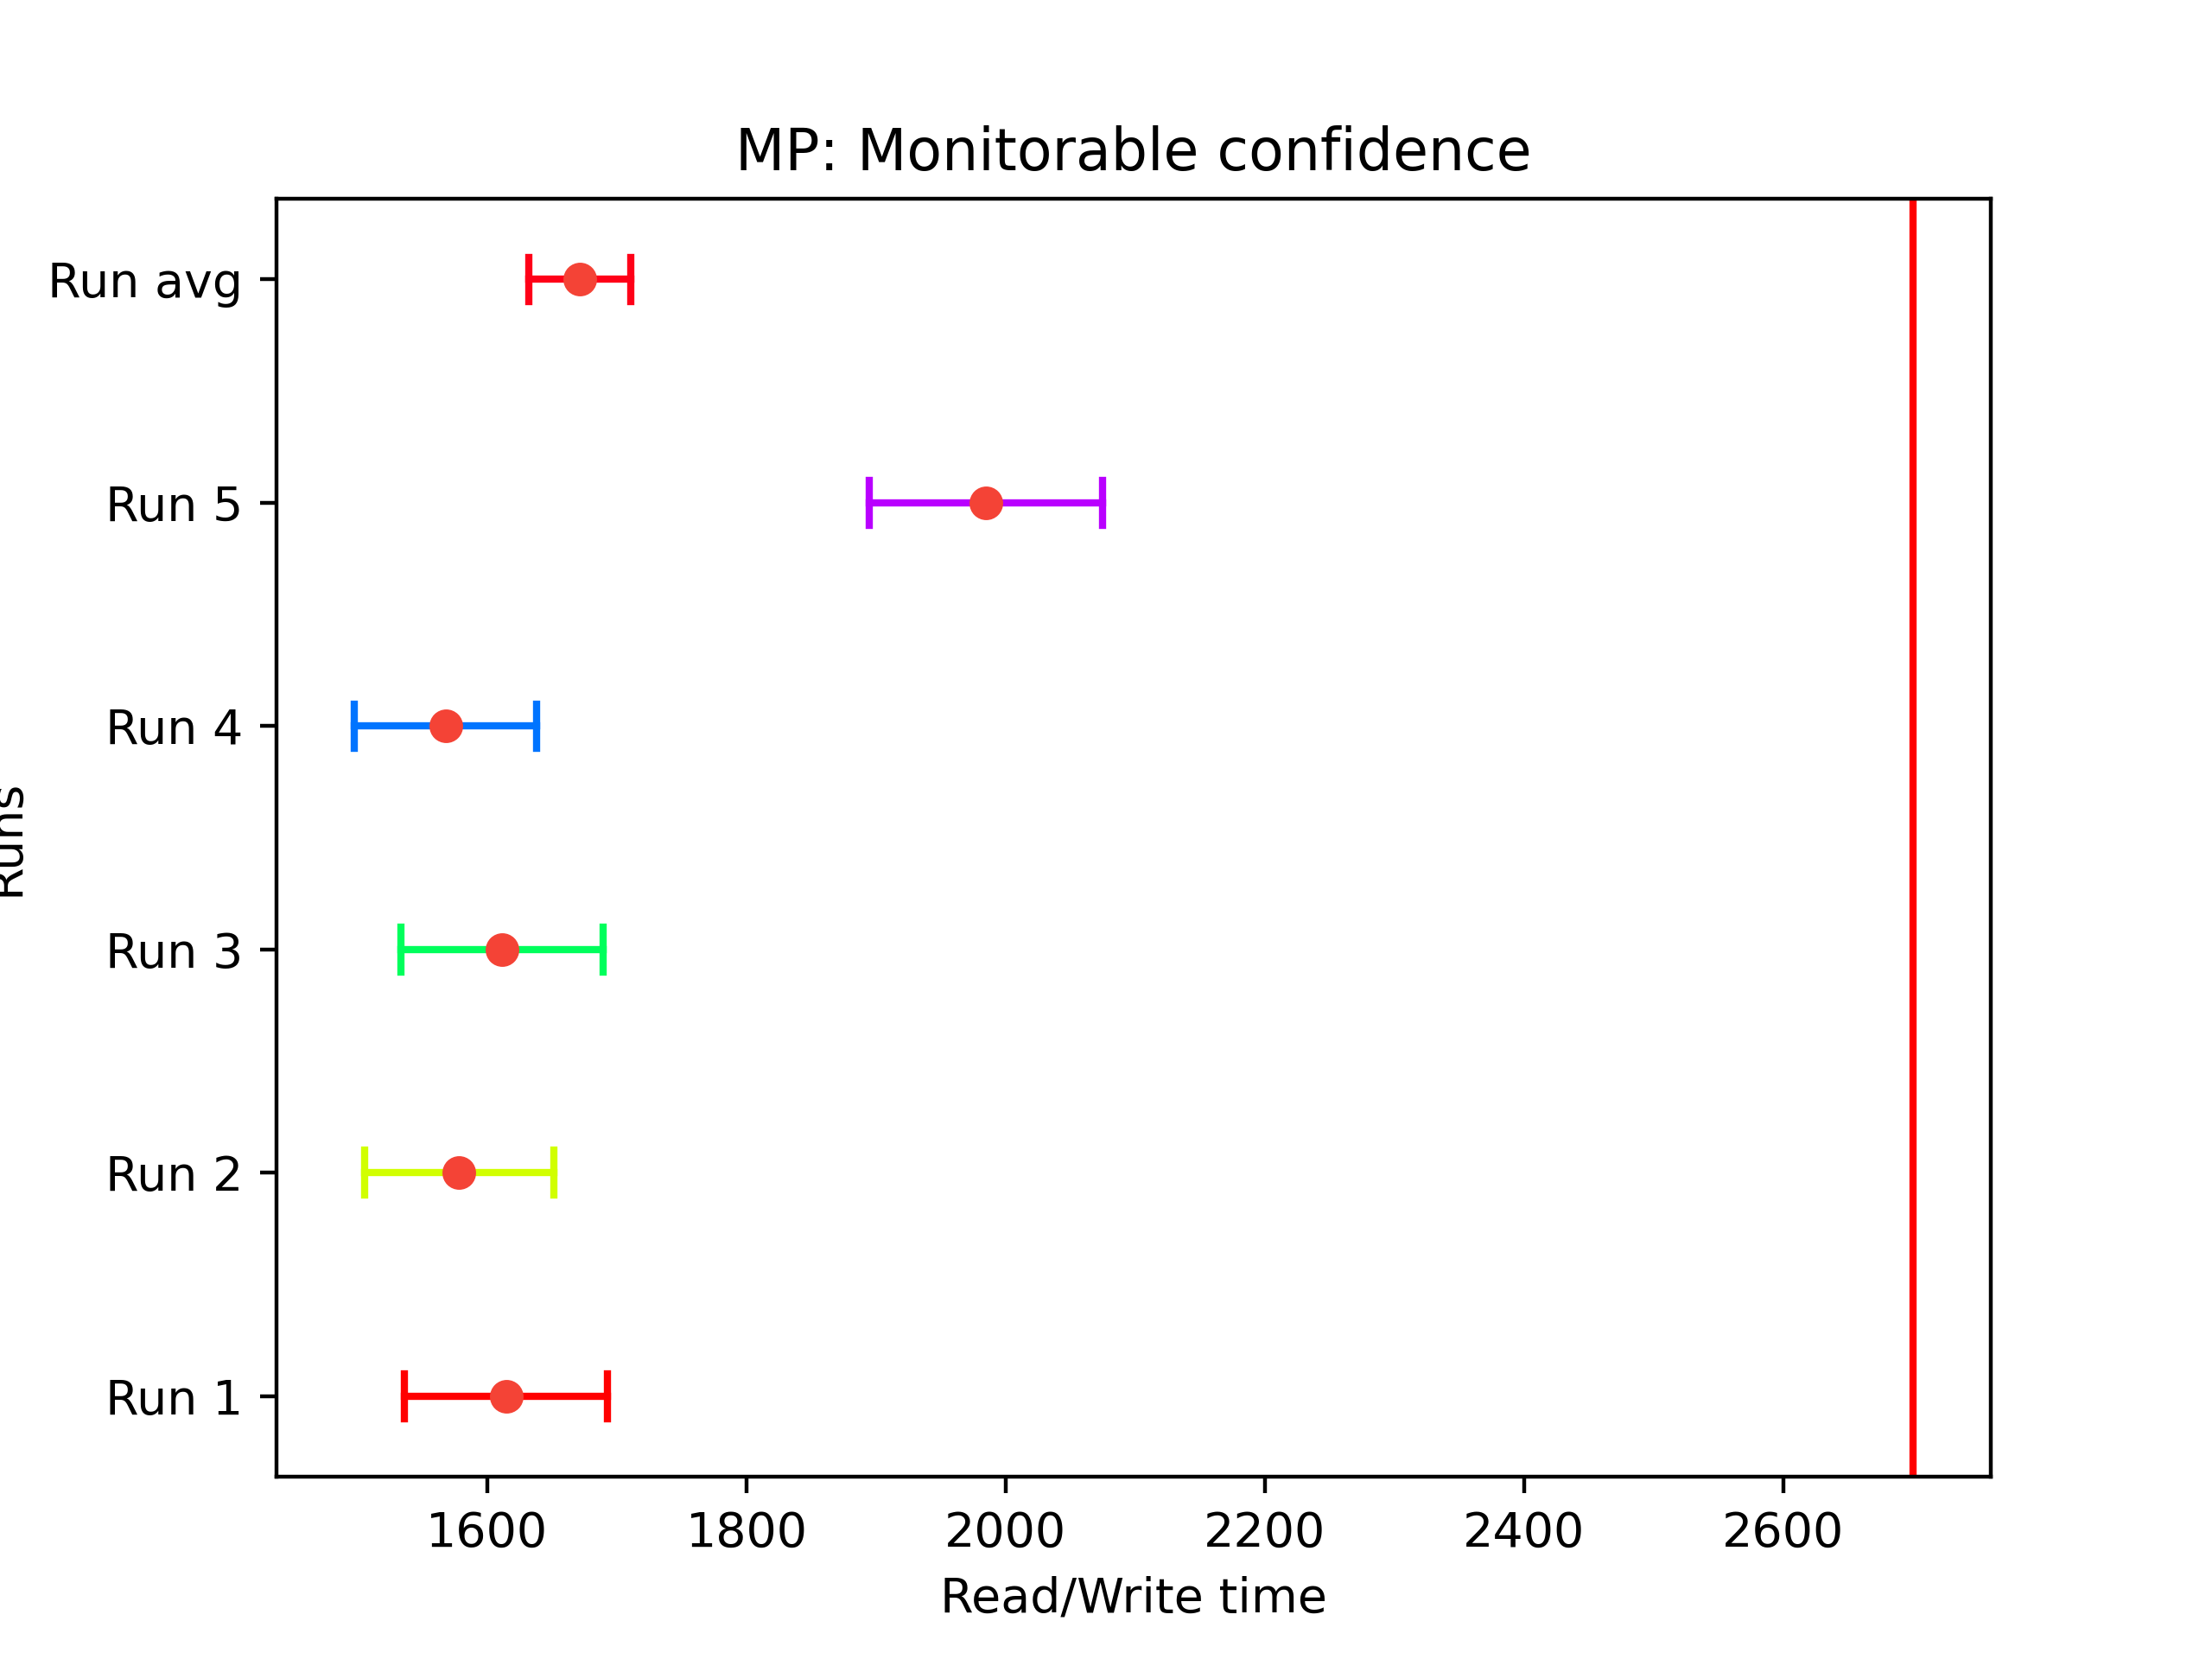 MP: Monitorable confidence
Run avg
Run 5
Run 4
Run 3
Run 2
Run 1
Runs
1600 1800 2000 2200 2400 2600
Read/Write time